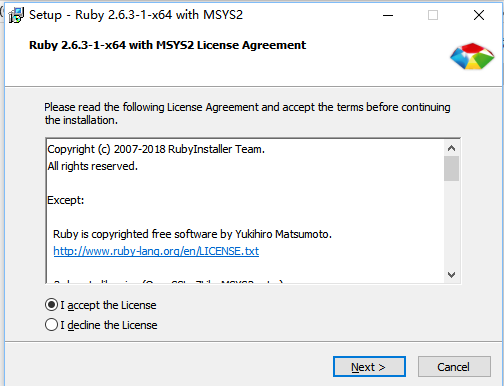 Setup - Ruby 2.6.3-1-x64 with MSYS2
Ruby 2.6.3-1-x64 with MSYS2 License Agreement
Please read the following License Agreement and accept the terms before continuing
the installation.
Copyright (c) 2007-2018 RubyInstaller Team.
All rights reserved.
Except:
Ruby is copyrighted free software by Yukihiro Matsumoto.
http://www.ruby-lang.org/en/LICENSE.txt
I accept the License
I decline the License
Next >
Cancel